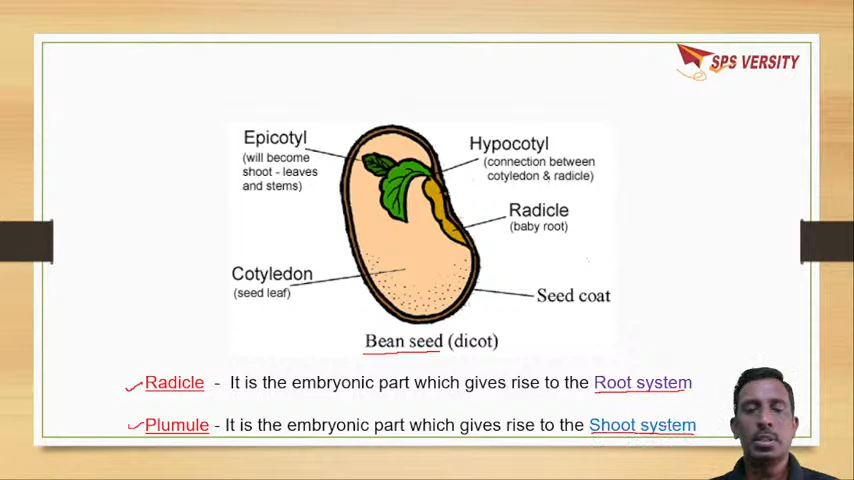 SPS VERSITY
Epicotyl
(will become
shoot - leaves
and stems)
Hypocotyl
(connection between
cotyledon & radicle)
Radicle
(baby root)
Cotyledon
(seed leaf)
Seed coat
Bean seed (dicot)
Radicle - It is the embryonic part which gives rise to the Root system
Plumule - It is the embryonic part which gives rise to the Shoot system